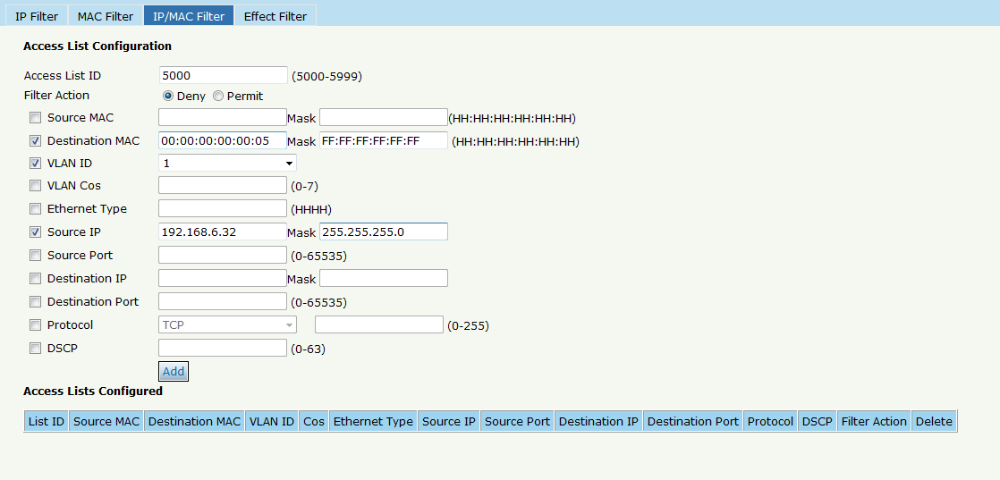 IP Filter MAC Filter IP/MAC Filter Effect Filter
Access List Configuration
Access List ID 5000 (5000-5999)
Filter Action Deny Permit
Source MAC Mask (HH:HH:HH:HH:HH:HH)
Destination MAC 00:00:00:00:00:05 Mask FF:FF:FF:FF:FF:FF (HH:HH:HH:HH:HH:HH)
VLAN ID 1
VLAN Cos (0-7)
Ethernet Type (HHHH)
Source IP 192.168.6.32 Mask 255.255.255.0
Source Port (0-65535)
Destination IP Mask
Destination Port (0-65535)
Protocol TCP (0-255)
DSCP (0-63)
Add
Access Lists Configured
List ID Source MAC Destination MAC VLAN ID Cos Ethernet Type Source IP Source Port Destination IP Destination Port Protocol DSCP Filter Action Delete